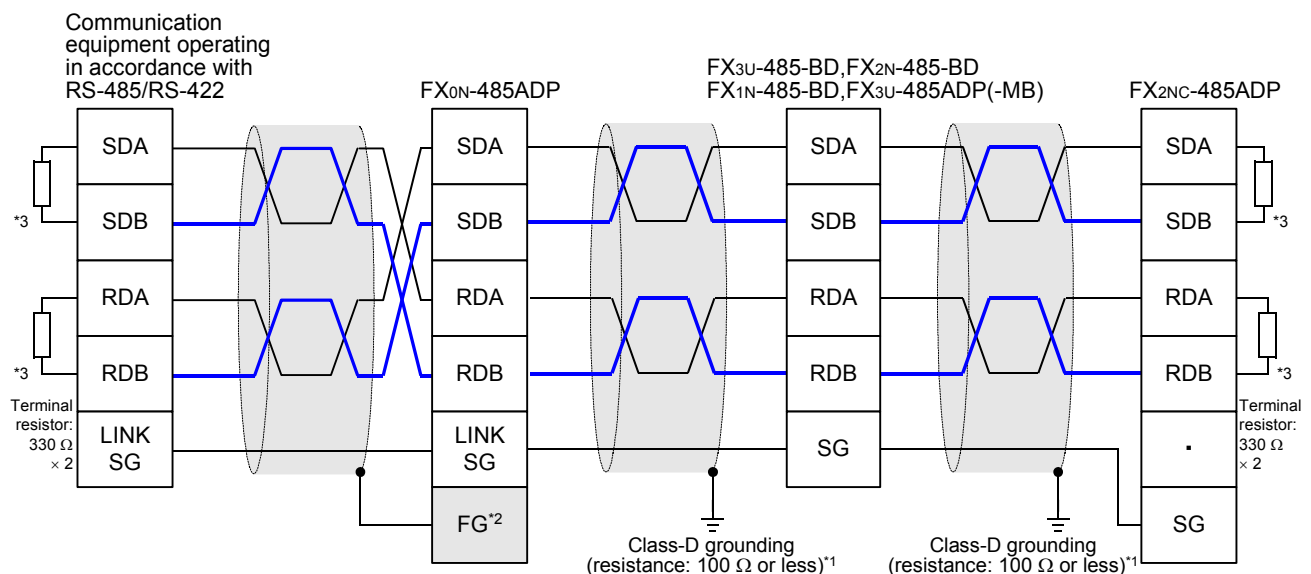 Communication
equipment operating
in accordance with
RS-485/RS-422
FX0N-485ADP
FX3U-485-BD,FX2N-485-BD
FX1N-485-BD,FX3U-485ADP(-MB)
FX2NC-485ADP
SDA
SDB
RDA
RDB
LINK
SG
*3
*3
Terminal
resistor:
330 Ω
× 2
SDA
SDB
RDA
RDB
LINK
SG
FG*2
SDA
SDB
RDA
RDB
SG
Class-D grounding
(resistance: 100 Ω or less)*1
Class-D grounding
(resistance: 100 Ω or less)*1
SDA
SDB
RDA
RDB
.
SG
*3
*3
Terminal
resistor:
330 Ω
× 2